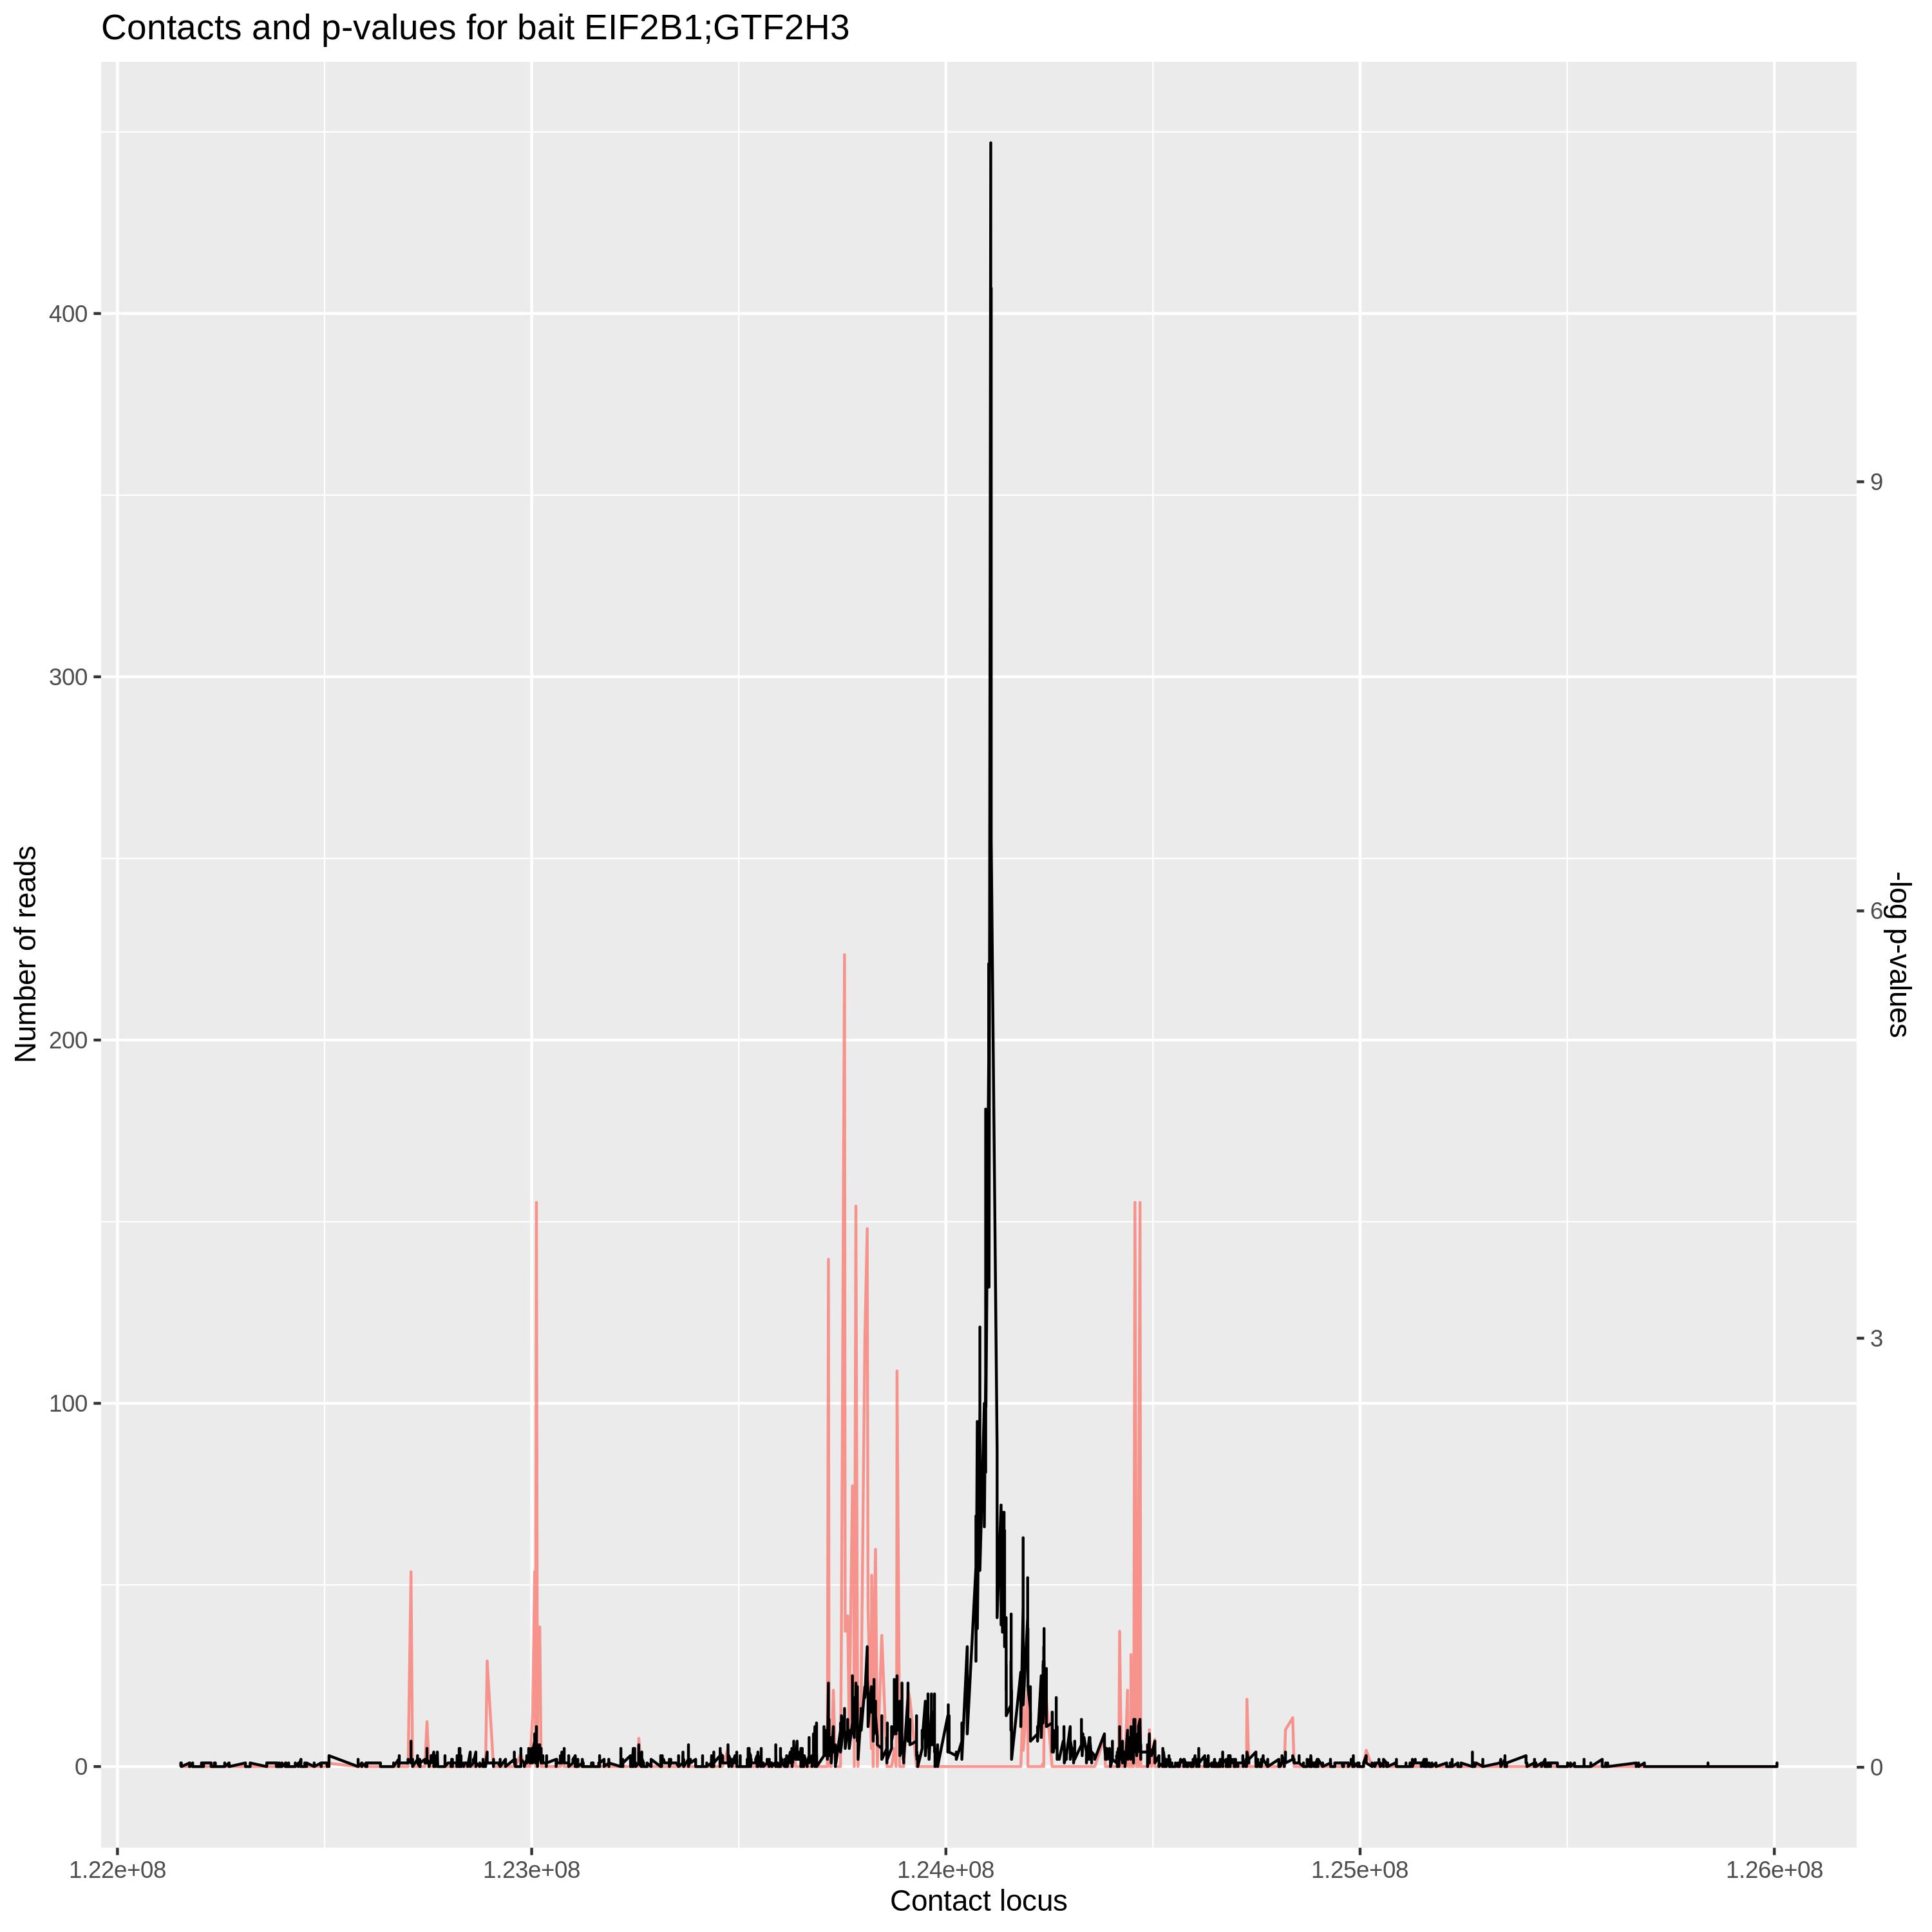 Contacts and p-values for bait EIF2B1;GTF2H3
Number of reads
400
300
200
100
0
9
6
3
0
-log p-values
1.22e+08
1.23e+08
1.24e+08
1.25e+08
1.26e+08
Contact locus